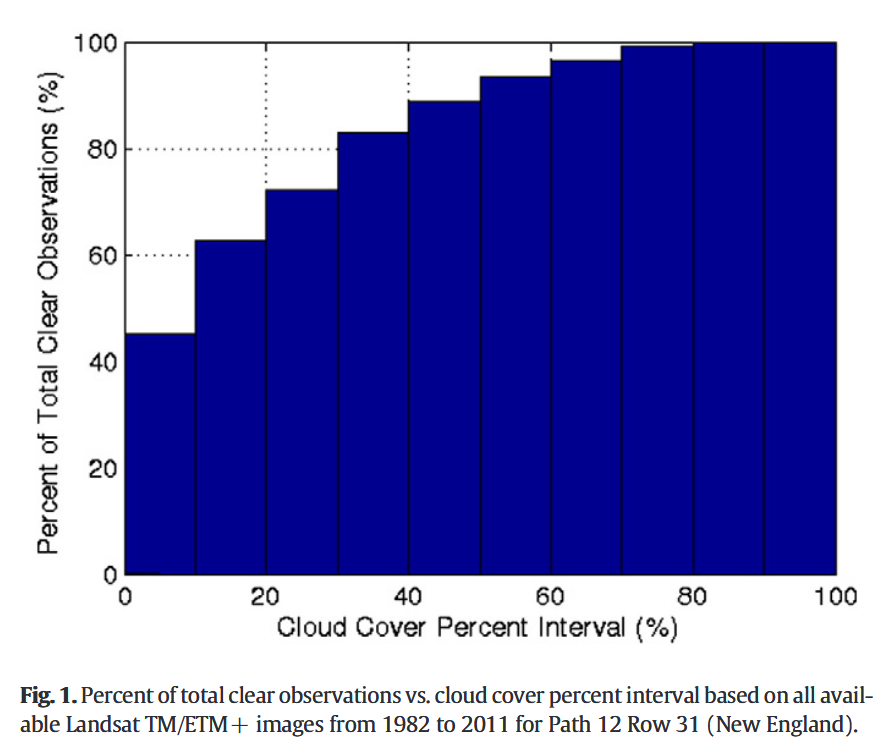 Percent of Total Clear Observations (%)
100
80
60
40
20
0
0 20 40 60 80 100
Cloud Cover Percent Interval (%)
Fig. 1. Percent of total clear observations vs. cloud cover percent interval based on all avail-
able Landsat TM/ETM+ images from 1982 to 2011 for Path 12 Row 31 (New England).